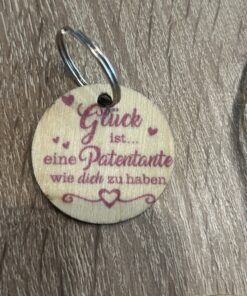 Glück
ist...
eine Patentante
wie dich zu haben